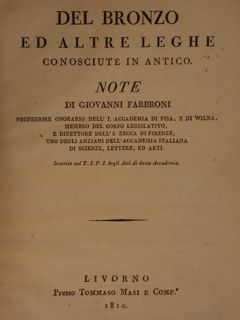 DEL BRONZO
ED ALTRE LEGHE
CONOSCIUTE IN ANTICO.
NOTE
DI GIOVANNI FABBRONI
PROFESSORE ONORARIO DELL' I. ACCADEMIA DI PISA, E DI WILNA,
MEMBRO DEL CORPO LEGISLATIVO,
E DIRETTORE DELL' I. ZECCA DI FIRENZE,
UNO DEGLI ANZIANI DELL' ACCADEMIA ITALIANA
DI SCIENZE, LETTERE, ED ARTI.
Inserite nel T. I. P. I. degli Atti di detta Accademia.
LIVORNO
Presso TOMMASO MASI E COMP.ª
1810.